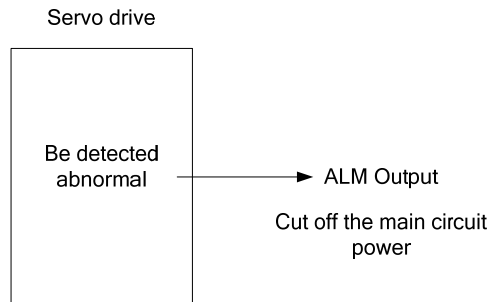 Servo drive
Be detected
abnormal
ALM Output
Cut off the main circuit
power